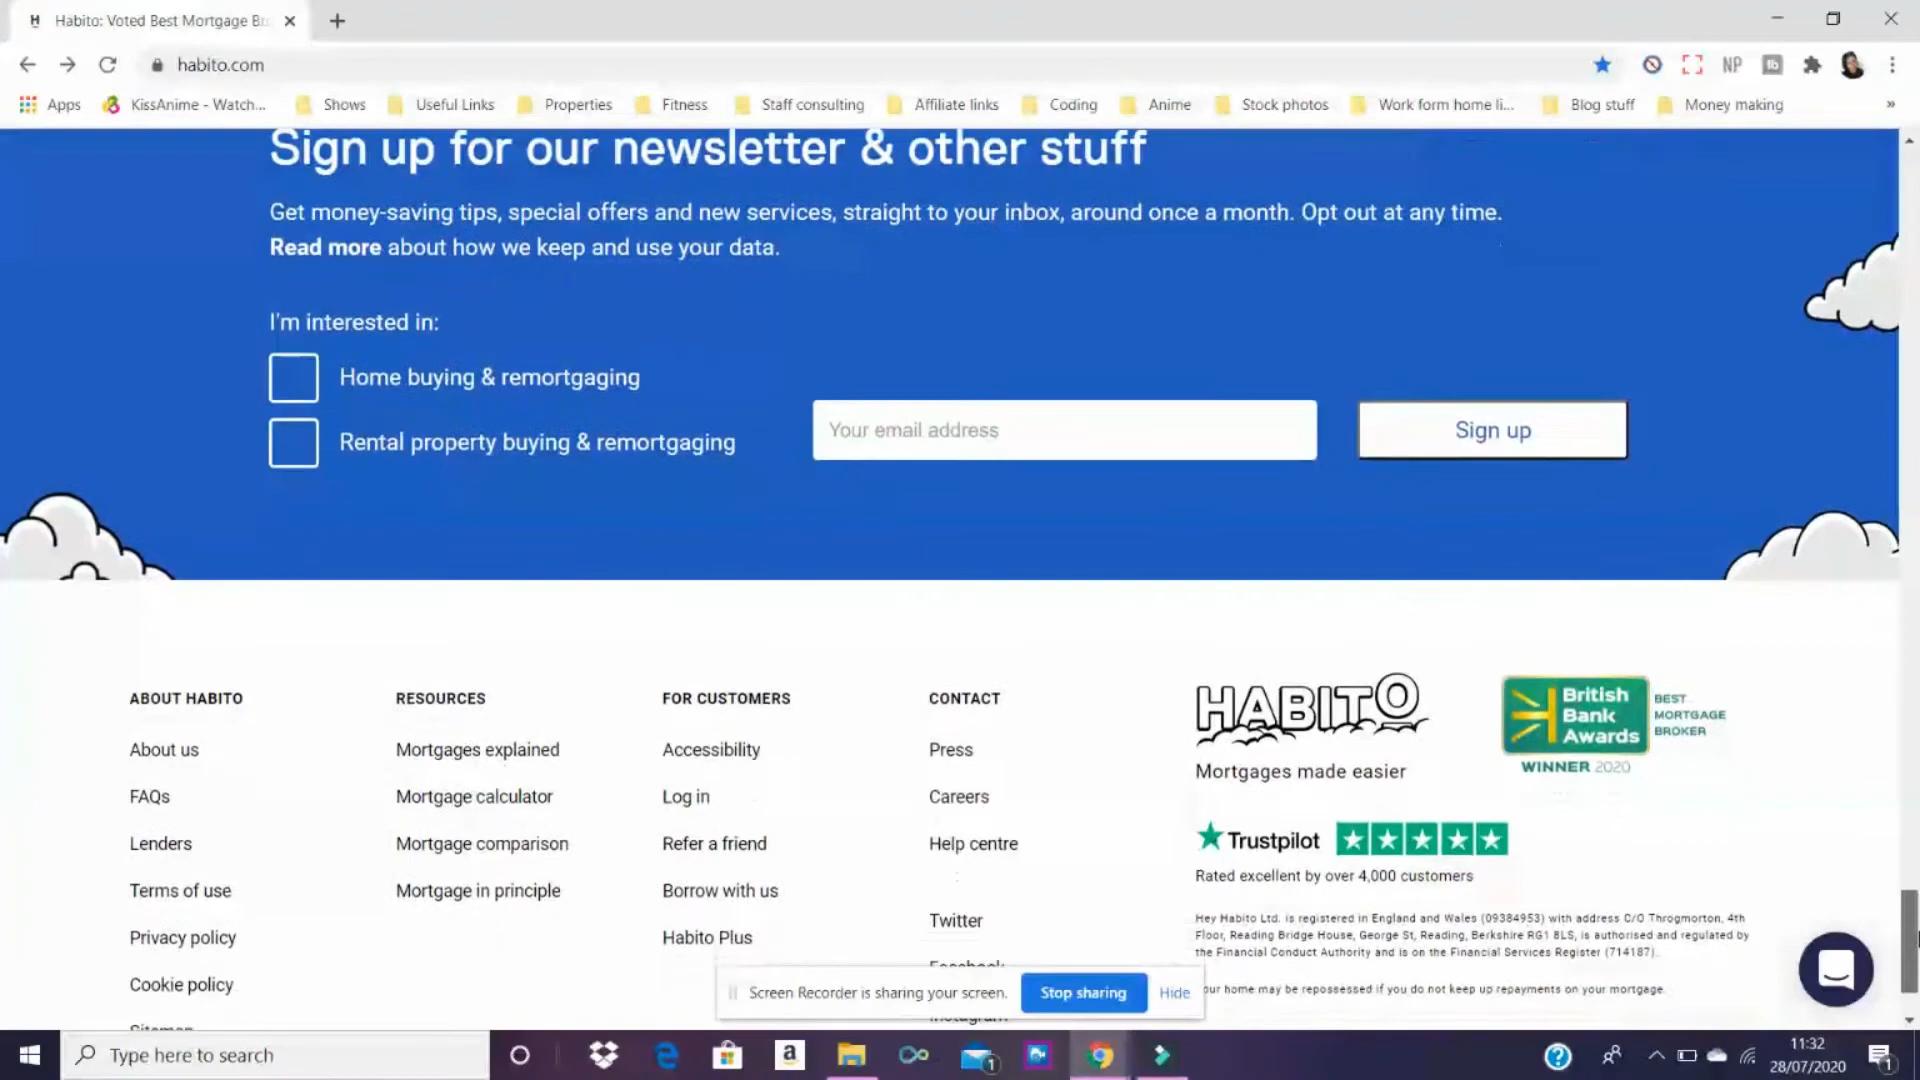 Habito: Voted Best Mortgage Br
habito.com
NP
Apps
KissAnime - Watch...
Shows
Useful Links
Properties
Fitness
Staff consulting
Affiliate links
Coding
Anime
Stock photos
Work form home li...
Blog stuff
Money making
»
Sign up for our newsletter & other stuff
Get money-saving tips, special offers and new services, straight to your inbox, around once a month. Opt out at any time.
Read more about how we keep and use your data.
I'm interested in:
Home buying & remortgaging
Rental property buying & remortgaging
Your email address
Sign up
ABOUT HABITO
About us
FAQs
Lenders
Terms of use
Privacy policy
Cookie policy
Sitemap
RESOURCES
Mortgages explained
Mortgage calculator
Mortgage comparison
Mortgage in principle
FOR CUSTOMERS
Accessibility
Log in
Refer a friend
Borrow with us
Habito Plus
CONTACT
Press
Careers
Help centre
Twitter
Facebook
Instagram
HABITO
Mortgages made easier
British
Bank
Awards
BEST
MORTGAGE
BROKER
WINNER 2020
Trustpilot
Rated excellent by over 4,000 customers
Hey Habito Ltd. is registered in England and Wales (09384953) with address C/O Throgmorton, 4th
Floor, Reading Bridge House, George St, Reading, Berkshire RG1 8LS, is authorised and regulated by
the Financial Conduct Authority and is on the Financial Services Register (714187).
our home may be repossessed if you do not keep up repayments on your mortgage.
Screen Recorder is sharing your screen.
Stop sharing
Hide
Type here to search
a
1
11:32
28/07/2020
1